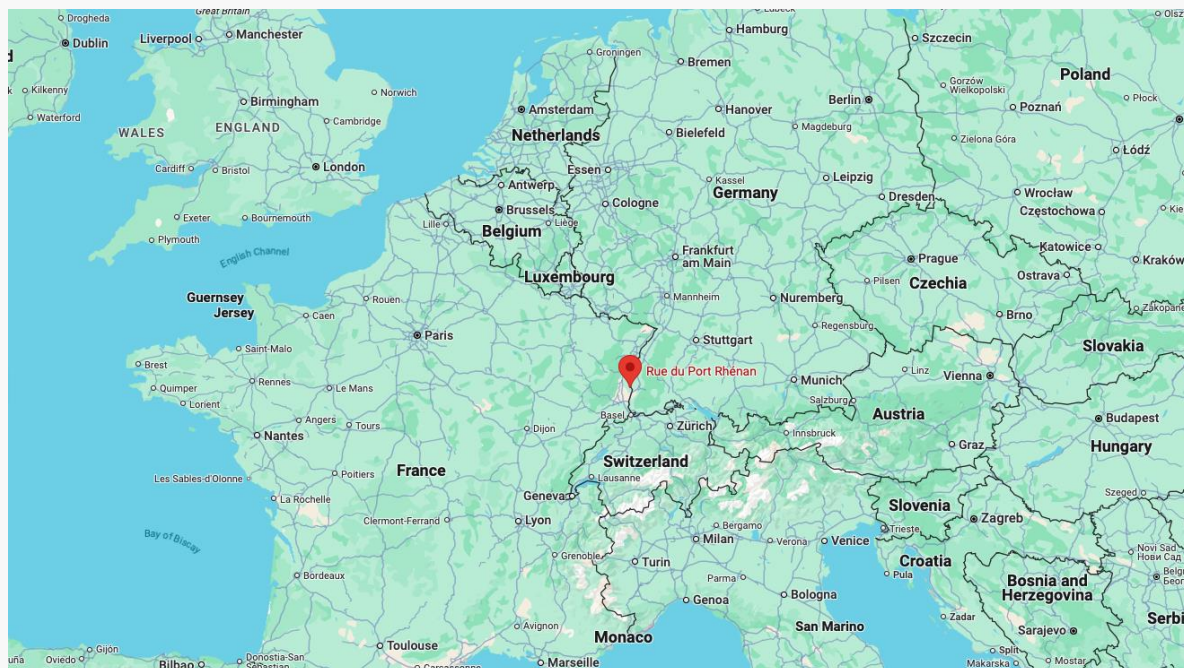 Great Britain
Drogheda
Dublin
Liverpool
Manchester
Kilkenny
Waterford
WALES
ENGLAND
Birmingham
Norwich
Cambridge
Cardiff
Bristol
London
Exeter
Bournemouth
Plymouth
English Channel
Guernsey
Jersey
Groningen
Amsterdam
Netherlands
Antwerp
Brussels
Belgium
Lille
Liège
Luxembourg
Hamburg
Bremen
Hanover
Berlin
Bielefeld
Magdeburg
Essen
Kassel
Leipzig
Germany
Cologne
Dresden
Frankfurt
am Main
Mannheim
Nuremberg
Regensburg
Stuttgart
Munich
Szczecin
Gorzów
Wielkopolski
Poland
Poznań
Płock
Zielona Góra
Łódź
Wrocław
Częstochowa
Katowice
Kraków
Prague
Pilsen
Czechia
Ostrava
Brno
Slovakia
Linz
Vienna
Salzburg
Austria
Innsbruck
Graz
Budapest
Hungary
Szeged
Rouen
Caen
Paris
Saint-Malo
Brest
Quimper
Lorient
Rennes
Le Mans
Angers
Tours
Nantes
Les Sables-d'Olonne
La Rochelle
Poitiers
France
Dijon
Rue du Port Rhénan
Basel
Zürich
Switzerland
Lausanne
Geneva
Clermont-Ferrand
Lyon
Grenoble
Bay of Biscay
Bordeaux
Toulouse
Avignon
Marseille
Monaco
Bergamo
Milan
Verona
Venice
Turin
Parma
Genoa
Bologna
San Marino
Slovenia
Trieste
Zagreb
Croatia
Pula
Bosnia and
Herzegovina
Zadar
Split
Sarajevo
Mostar
Makarska
Novi Sad
Нови Сад
Gijón
Oviedo
Bilbao
Donostia-San